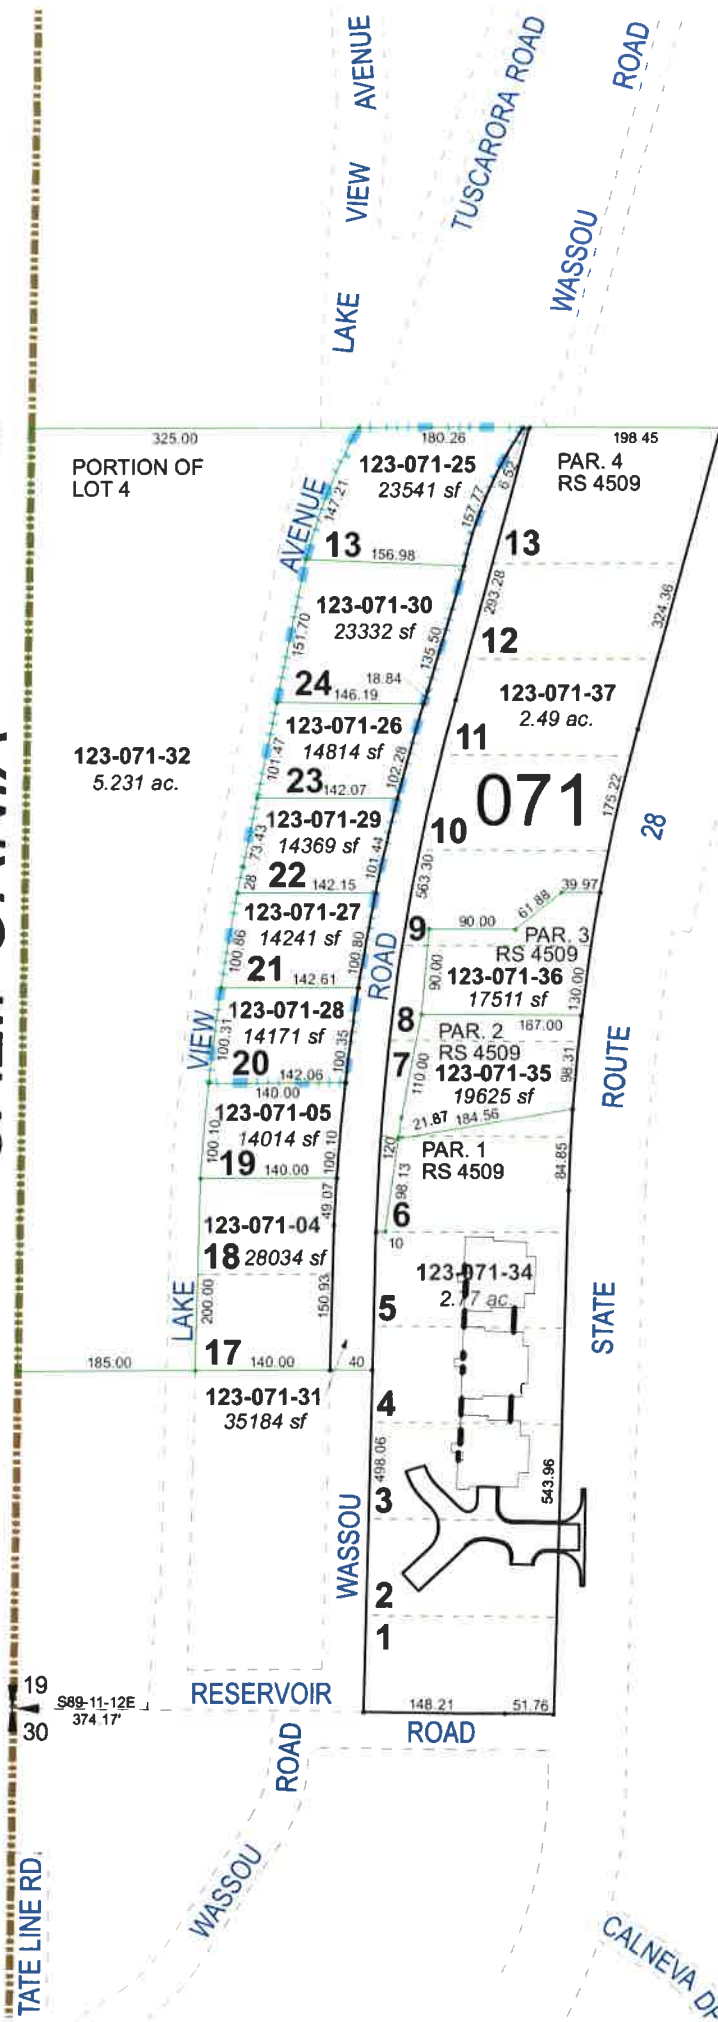 LAKE VIEW AVENUE
TUSCARORA ROAD
WASSOU ROAD
325.00
180.26
198.45
PORTION OF
LOT 4
123-071-25
23541 sf
PAR. 4
RS 4509
147.21
157.77
6.52
AVENUE
13
156.98
13
293.28
324.36
123-071-30
23332 sf
151.70
135.50
12
18.84
24
146.19
123-071-37
2.49 ac.
123-071-26
14814 sf
11
123-071-32
5.231 ac.
101.47
102.28
23
142.07
071
10
175.22
28
123-071-29
14369 sf
73.43
101.44
28
22
142.15
563.30
39.97
61.88
123-071-27
14241 sf
9
90.00
PAR. 3
RS 4509
100.86
100.80
ROAD
90.00
21
142.61
123-071-36
17511 sf
130.00
123-071-28
14171 sf
8
167.00
PAR. 2
RS 4509
VIEW
100.31
100.35
7
20
142.06
123-071-35
19625 sf
110.00
98.31
ROUTE
140.00
123-071-05
14014 sf
21.87
184.56
100.10
100.10
120
PAR. 1
RS 4509
19
140.00
98.13
84.85
49.07
123-071-04
18
28034 sf
6
10
123-071-34
2.77 ac.
LAKE
200.00
150.93
5
STATE
17
185.00
140.00
40
123-071-31
35184 sf
4
498.06
543.96
3
WASSOU
2
1
19
S89-11-12E
374.17'
30
RESERVOIR
148.21
51.76
ROAD
ROAD
WASSOU
TATE LINE RD.
CALNEVA